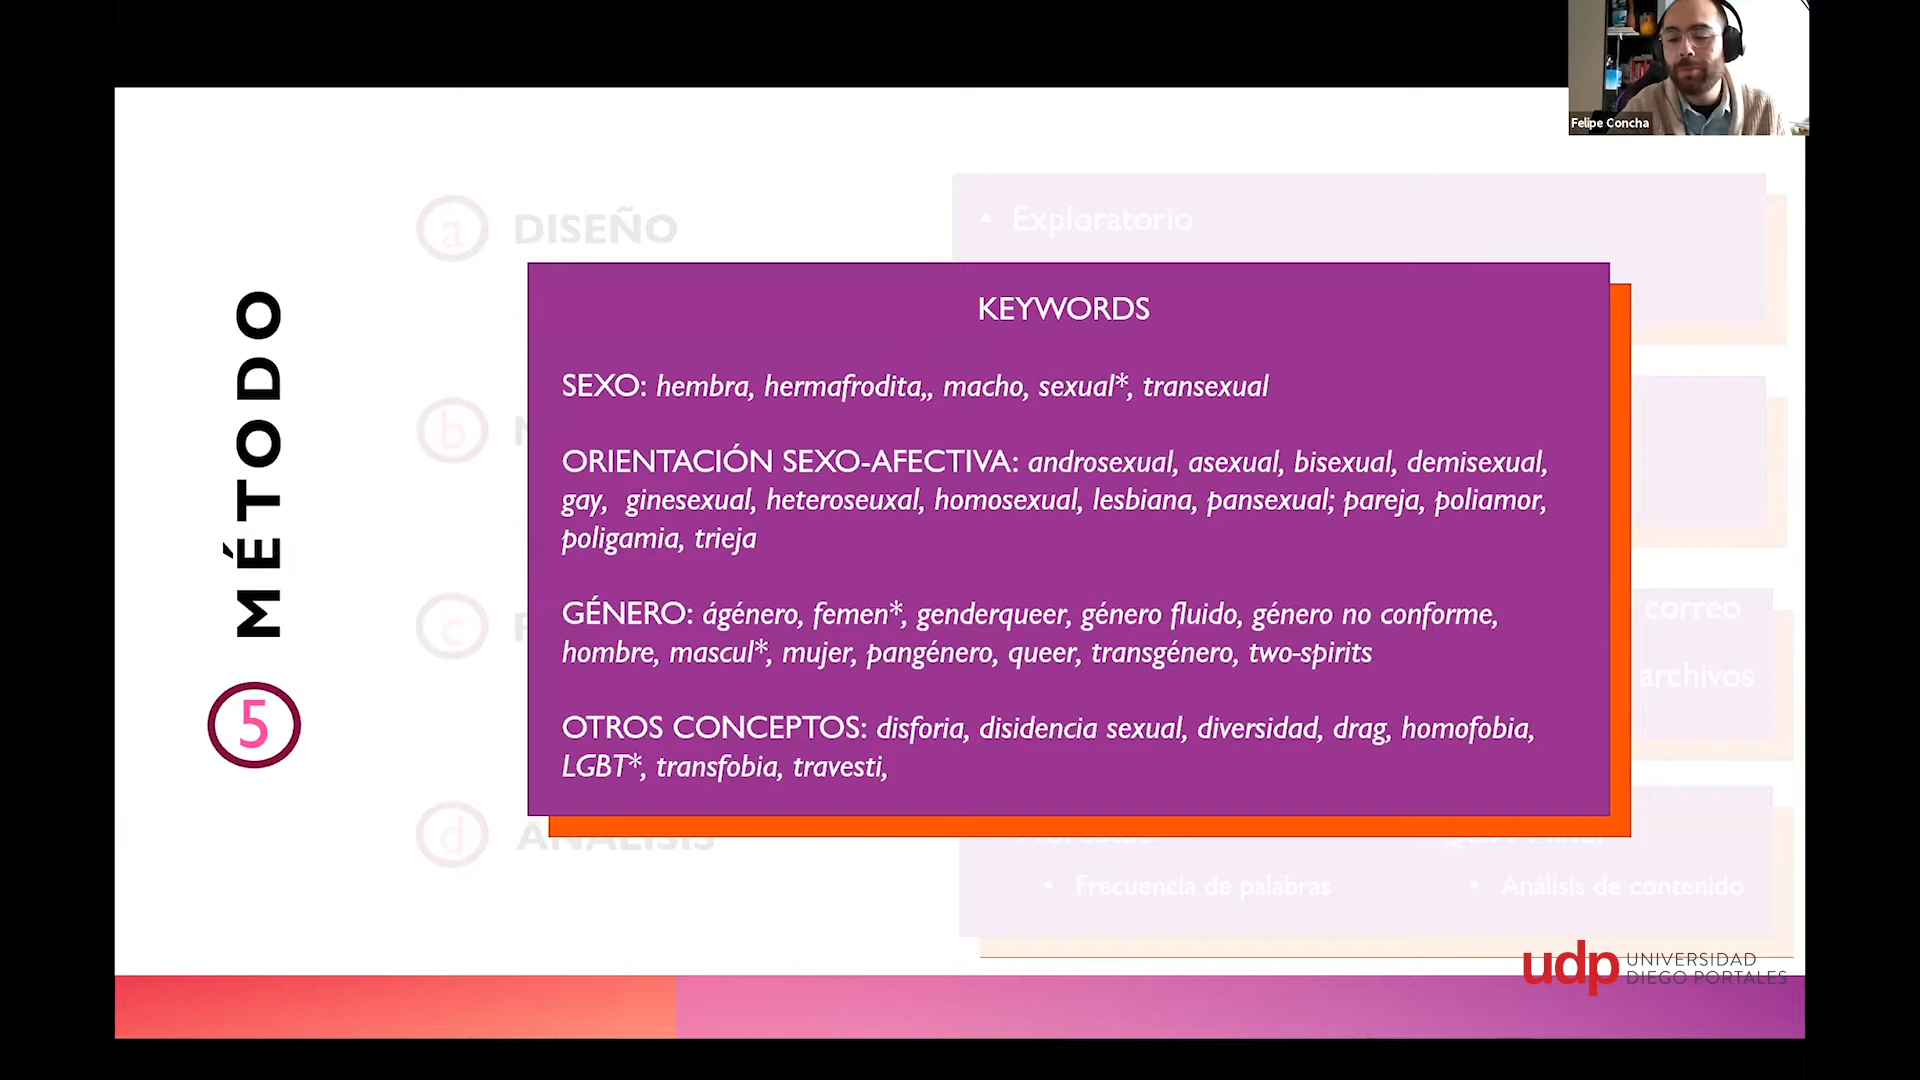 Felipe Concha
a DISEÑO
• Exploratorio
KEYWORDS
SEXO: hembra, hermafrodita,, macho, sexual*, transexual
ORIENTACIÓN SEXO-AFECTIVA: androsexual, asexual, bisexual, demisexual,
gay, ginesexual, heteroseuxal, homosexual, lesbiana, pansexual; pareja, poliamor,
poligamia, trieja
GÉNERO: ágénero, femen*, genderqueer, género fluido, género no conforme,
hombre, mascul*, mujer, pangénero, queer, transgénero, two-spirits
OTROS CONCEPTOS: disforia, disidencia sexual, diversidad, drag, homofobia,
LGBT*, transfobia, travesti,
MÉTODO
5
b
c
correo
archivos
d ANÁLISIS
• Frecuencia de palabras
• Análisis de contenido
udp UNIVERSIDAD
DIEGO PORTALES